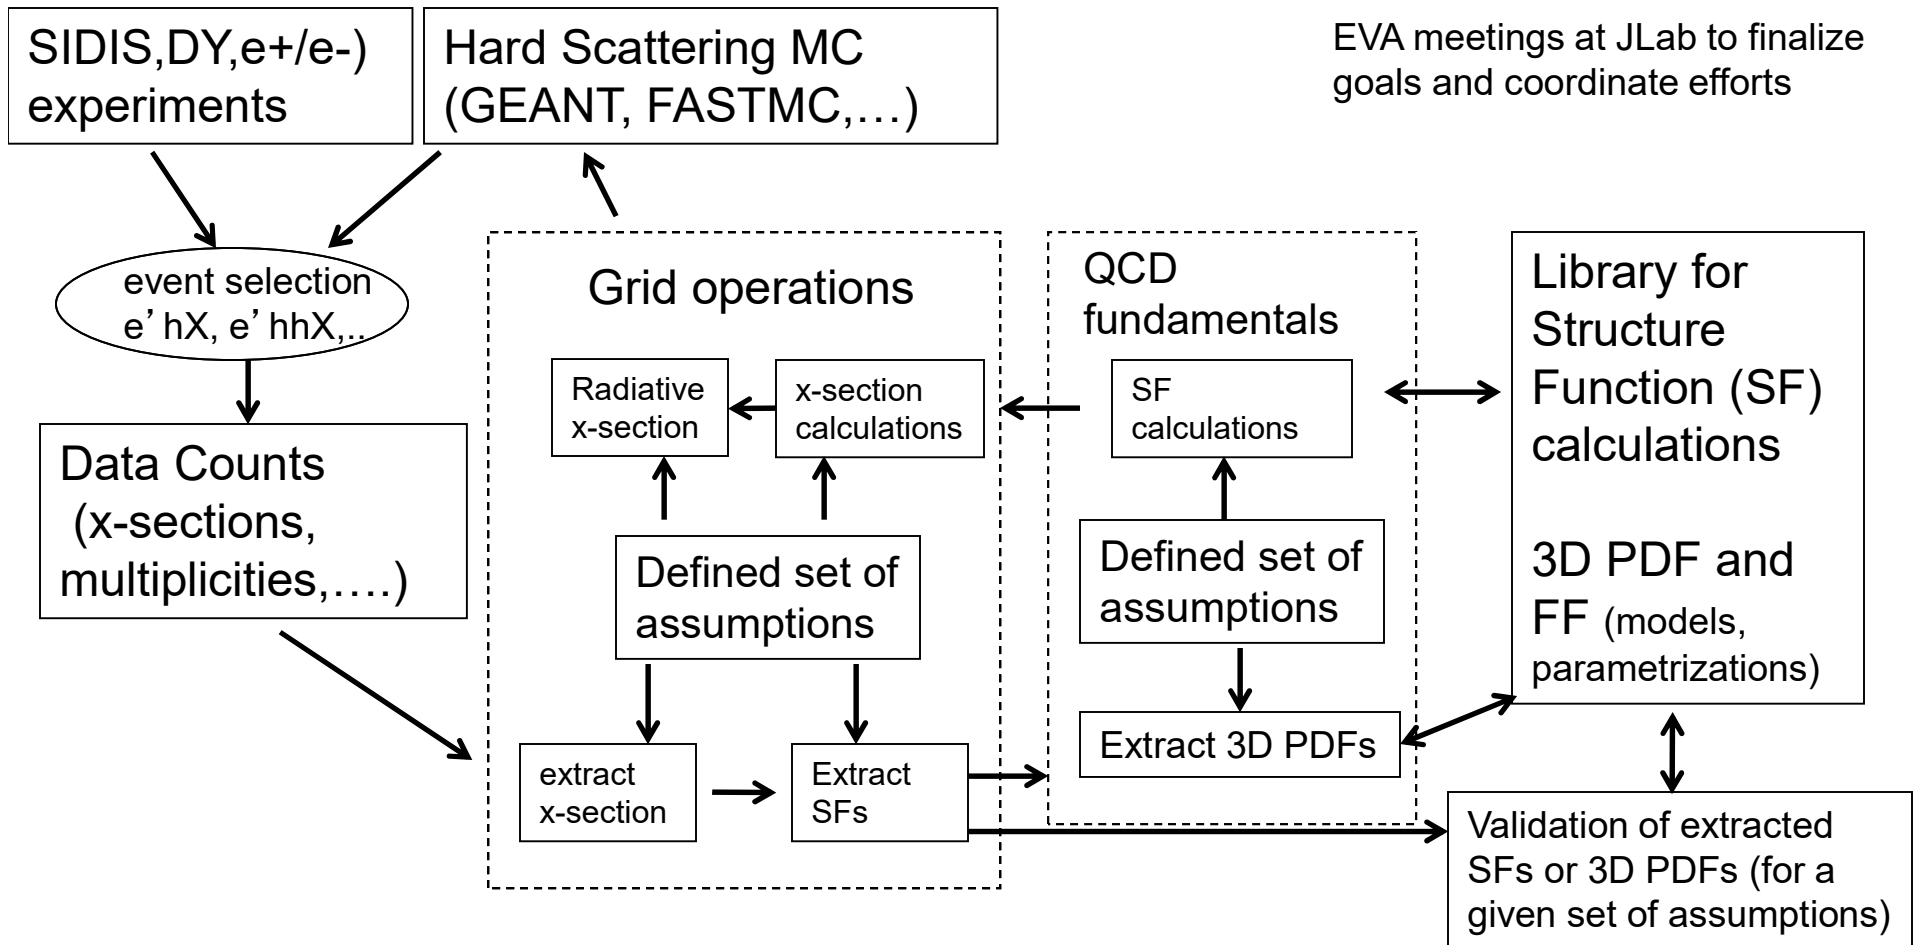 SIDIS,DY,e+/e-)
experiments
Hard Scattering MC
(GEANT, FASTMC,…)
EVA meetings at JLab to finalize
goals and coordinate efforts
event selection
e’ hX, e’ hhX,..
Data Counts
(x-sections,
multiplicities,….)
Grid operations
Radiative
x-section
x-section
calculations
Defined set of
assumptions
extract
x-section
Extract
SFs
QCD
fundamentals
SF
calculations
Defined set of
assumptions
Extract 3D PDFs
Library for
Structure
Function (SF)
calculations
3D PDF and
FF (models,
parametrizations)
Validation of extracted
SFs or 3D PDFs (for a
given set of assumptions)